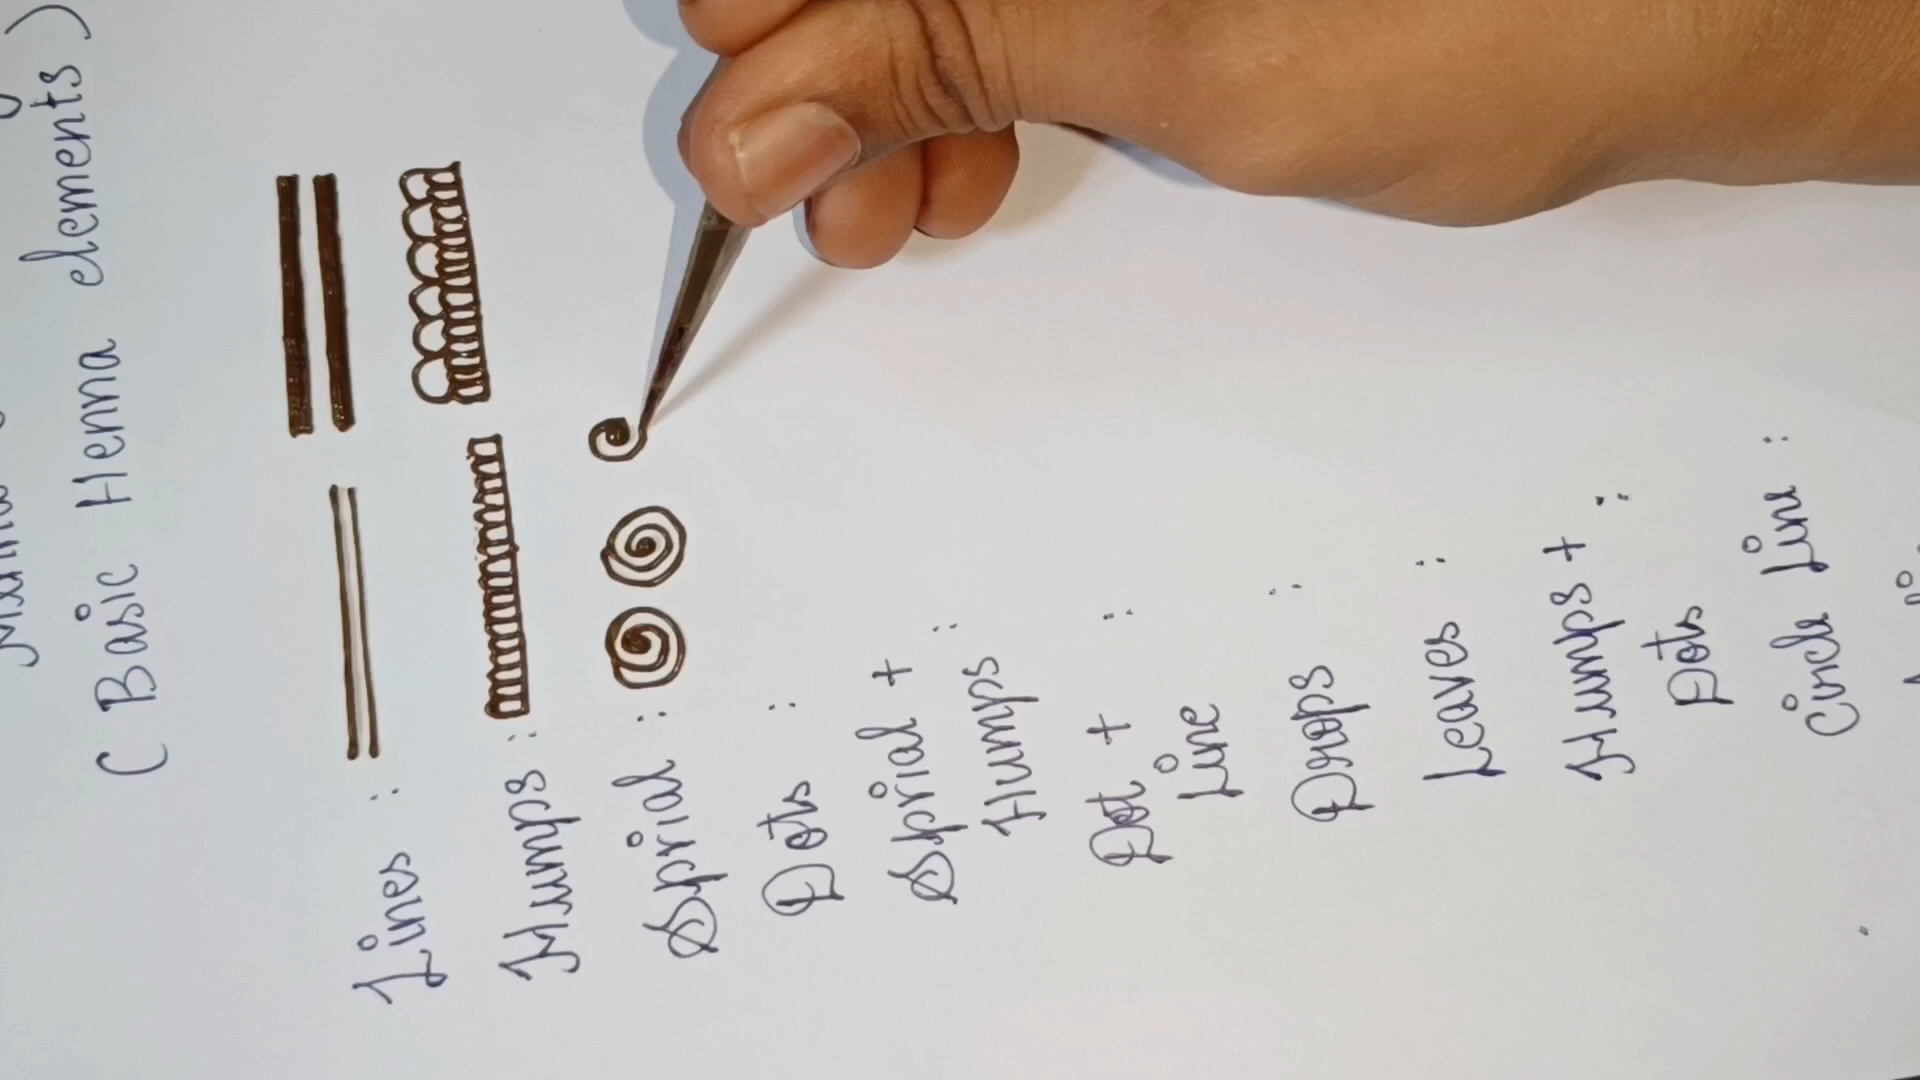 ( Basic Henna elements )
Lines :
Humps :
Sprial :
Dots :
Sprial +
Humps :
Dot +
Line :
Drops :
Leaves :
Humps +
Dots :
Circle Line :